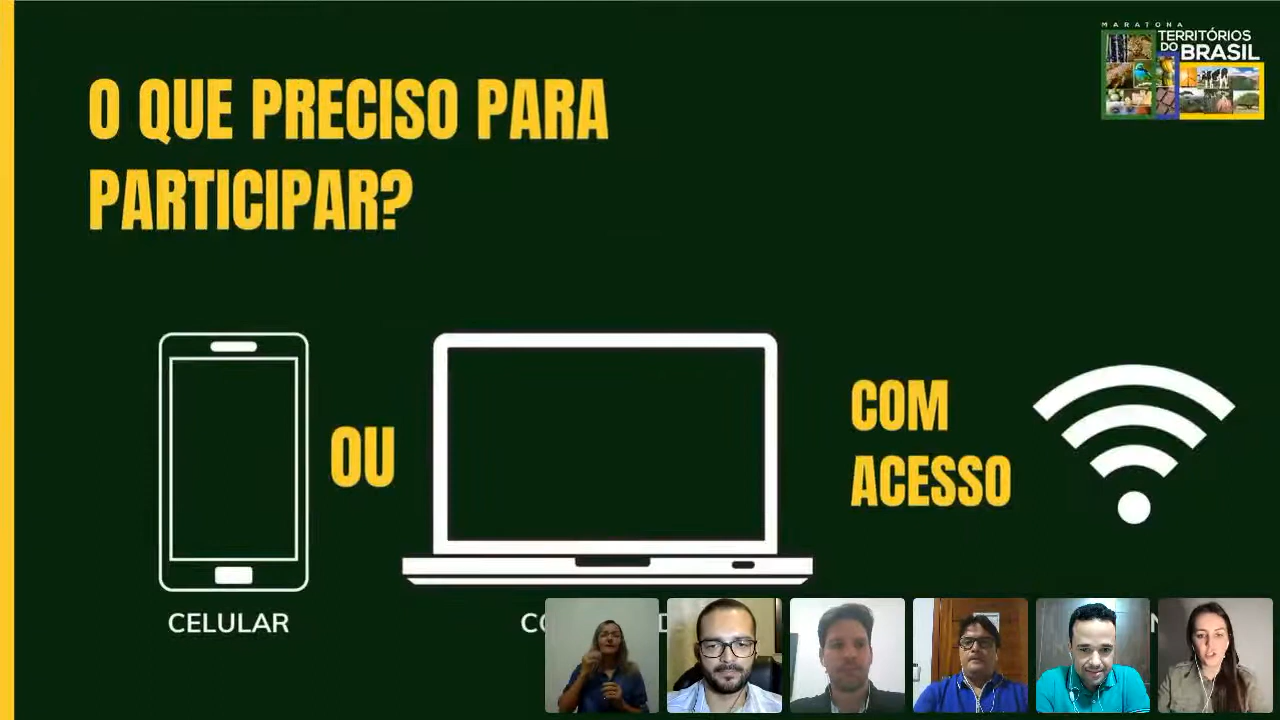 MARATONA
TERRITÓRIOS
DO BRASIL
O QUE PRECISO PARA
PARTICIPAR?
OU
COM
ACESSO
CELULAR